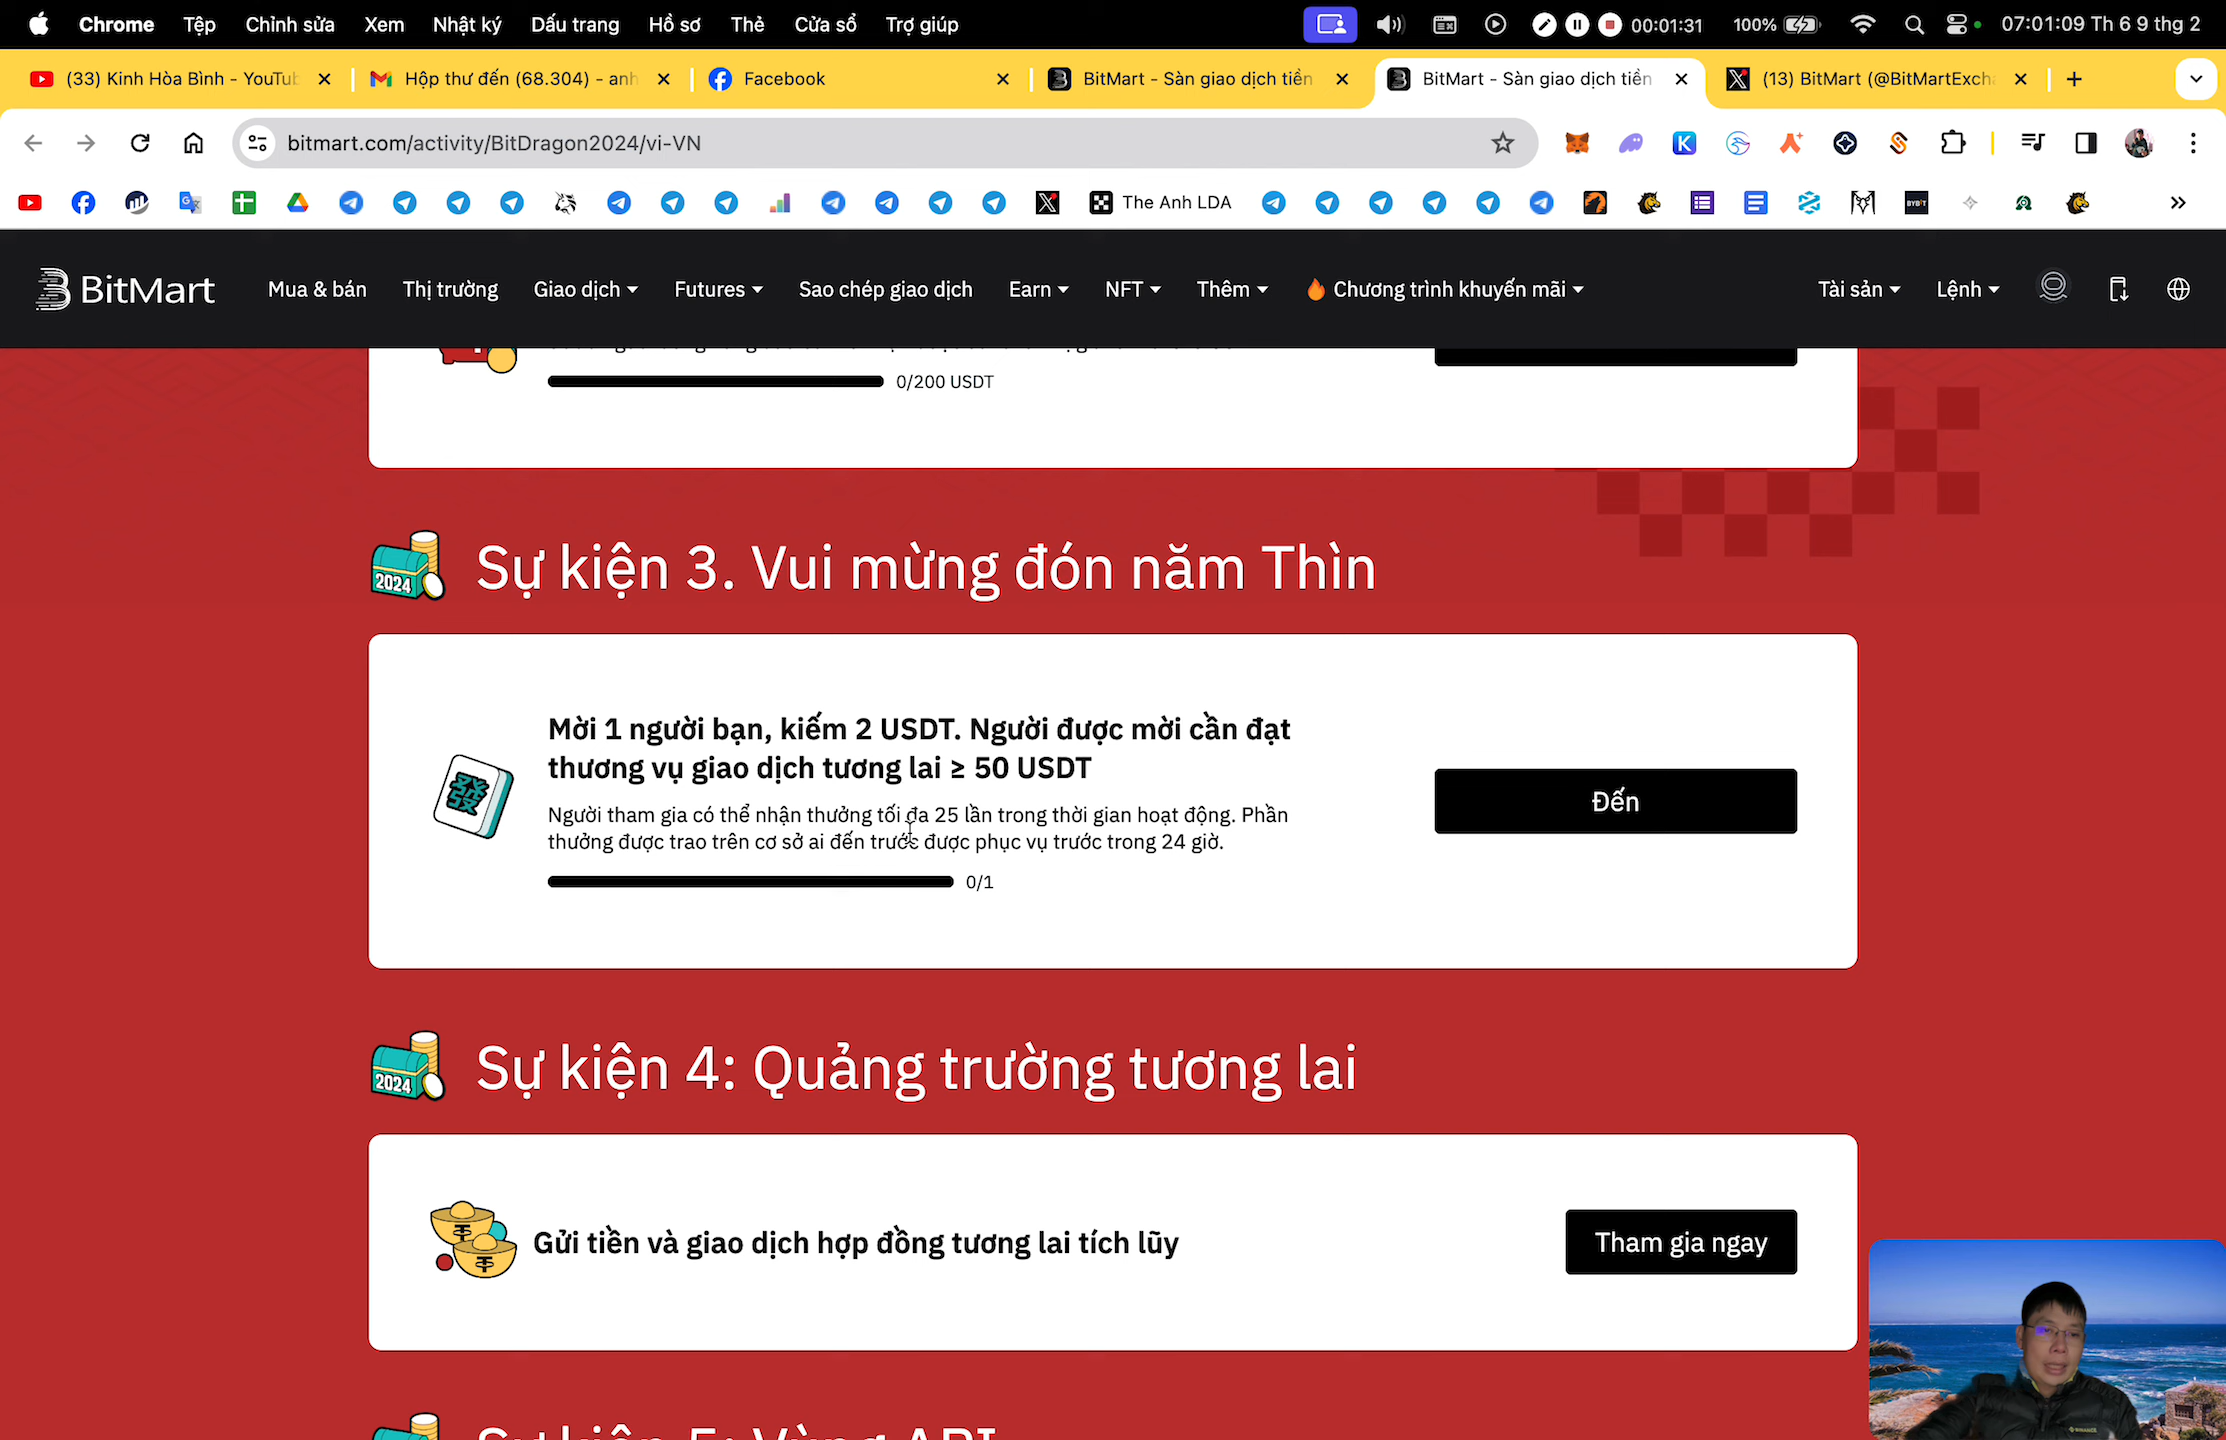 Chrome Tệp Chỉnh sửa Xem Nhật ký Dấu trang Hồ sơ Thẻ Cửa sổ Trợ giúp 00:01:31 100% 07:01:09 Th 6 9 thg 2
(33) Kinh Hòa Bình - YouTub Hộp thư đến (68.304) - anh Facebook BitMart - Sàn giao dịch tiền BitMart - Sàn giao dịch tiền (13) BitMart (@BitMartExch
bitmart.com/activity/BitDragon2024/vi-VN
The Anh LDA
BitMart Mua & bán Thị trường Giao dịch Futures Sao chép giao dịch Earn NFT Thêm Chương trình khuyến mãi Tài sản Lệnh
0/200 USDT
2024 Sự kiện 3. Vui mừng đón năm Thìn
Mời 1 người bạn, kiếm 2 USDT. Người được mời cần đạt
thương vụ giao dịch tương lai ≥ 50 USDT
發
Đến
Người tham gia có thể nhận thưởng tối đa 25 lần trong thời gian hoạt động. Phần
thưởng được trao trên cơ sở ai đến trước được phục vụ trước trong 24 giờ.
0/1
2024 Sự kiện 4: Quảng trường tương lai
Gửi tiền và giao dịch hợp đồng tương lai tích lũy
Tham gia ngay
Sự kiện 5: Vùng API